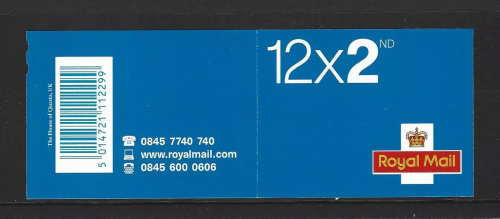 The House of Questa, UK
5 014721 112299
☎ 0845 7740 740
www.royalmail.com
0845 600 0606
12x2ND
Royal Mail